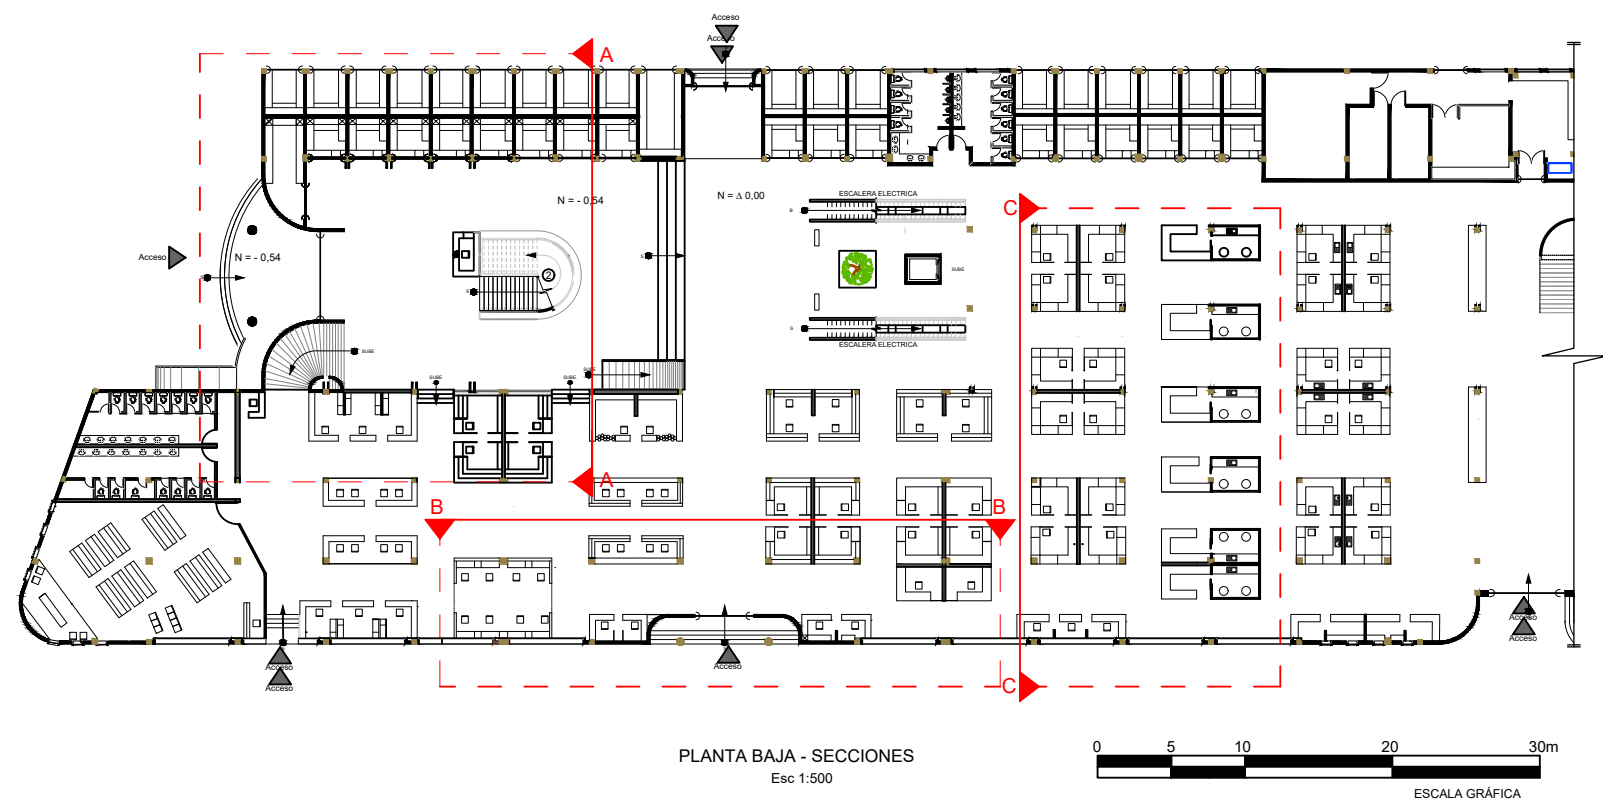 Acceso
Acceso
A
N = - 0,54
N = ∆ 0,00
ESCALERA ELECTRICA
S
C
Acceso
N = - 0,54
S
S
S
2
SUBE
S
ESCALERA ELECTRICA
SUBE
SUBE
SUBE
S
A
B
B
Acceso
Acceso
Acceso
Acceso
Acceso
C
PLANTA BAJA - SECCIONES
Esc 1:500
0 5 10 20 30m
ESCALA GRÁFICA